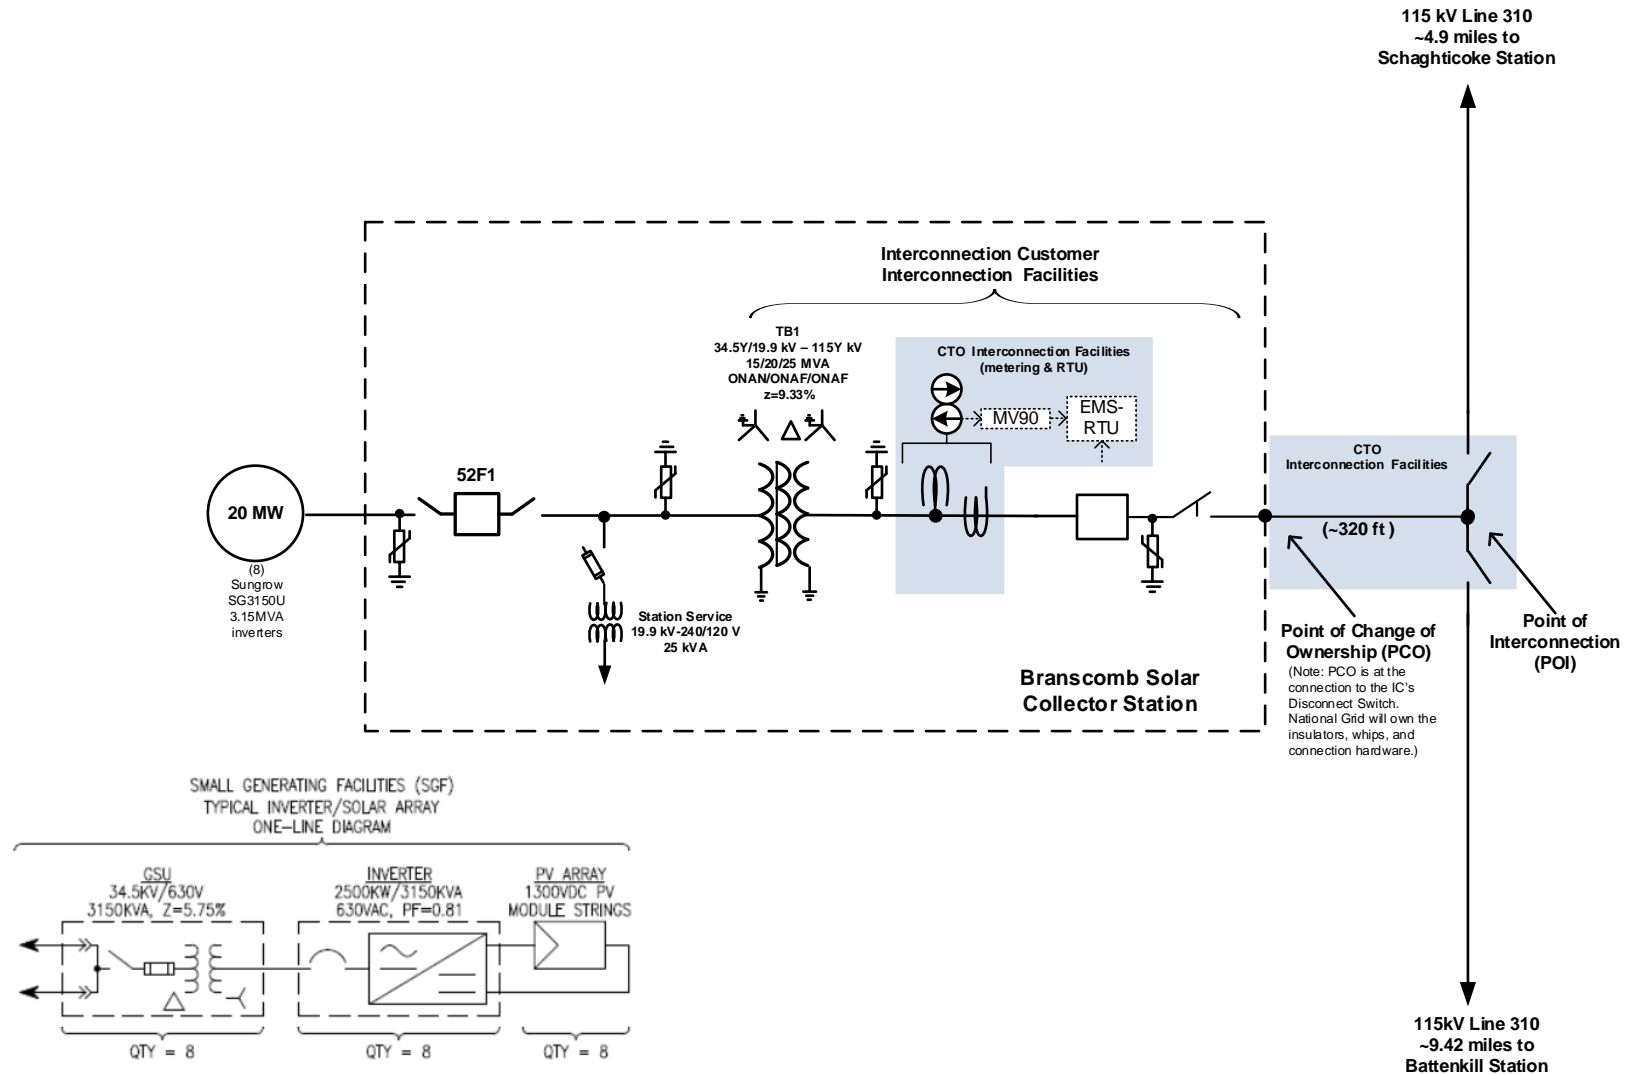 115 kV Line 310
~4.9 miles to
Schaghticoke Station
Interconnection Customer
Interconnection Facilities
TB1
34.5Y/19.9 kV – 115Y kV
15/20/25 MVA
ONAN/ONAF/ONAF
z=9.33%
CTO Interconnection Facilities
(metering & RTU)
MV90
EMS-
RTU
CTO
Interconnection Facilities
52F1
20 MW
(~320 ft )
(8)
Sungrow
SG3150U
3.15MVA
inverters
Station Service
19.9 kV-240/120 V
25 kVA
Point of Change of
Ownership (PCO)
(Note: PCO is at the
connection to the IC's
Disconnect Switch.
National Grid will own the
insulators, whips, and
connection hardware.)
Point of
Interconnection
(POI)
Branscomb Solar
Collector Station
SMALL GENERATING FACILITIES (SGF)
TYPICAL INVERTER/SOLAR ARRAY
ONE-LINE DIAGRAM
GSU
34.5KV/630V
3150KVA, Z=5.75%
INVERTER
2500KW/3150KVA
630VAC, PF=0.81
PV ARRAY
1300VDC PV
MODULE STRINGS
QTY = 8
QTY = 8
QTY = 8
115kV Line 310
~9.42 miles to
Battenkill Station